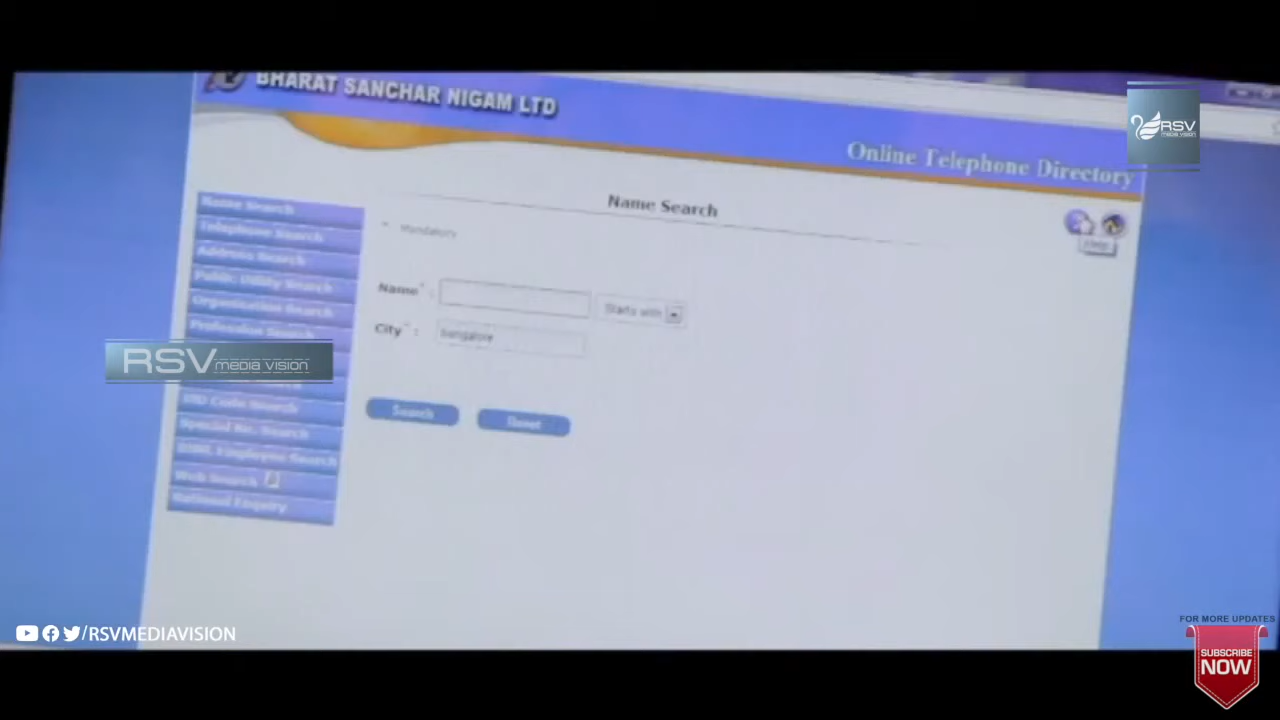 BHARAT SANCHAR NIGAM LTD
RSV
media vision
Online Telephone Directory
Name Search
Name Search
Telephone Search
Address Search
Public Utility Search
Organisation Search
Profession Search
* Mandatory
Help
Name* :
Starts with
City* : bangalore
RSV media vision
Search
Reset
STD Code Search
Special No. Search
BSNL Employee Search
Web Search
National Enquiry
/RSVMEDIAVISION
FOR MORE UPDATES
SUBSCRIBE
NOW